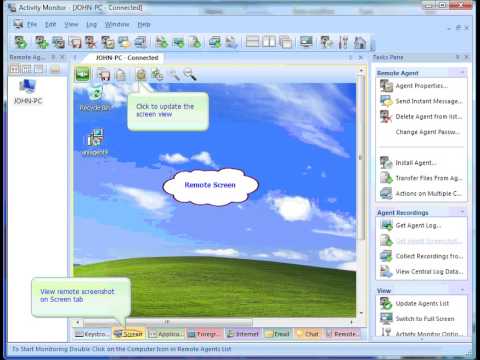 Activity Monitor - [JOHN-PC - Connected]
File Edit View Log Tools Window Help
Remote Ag...
JOHN-PC - Connected
Tasks Pane
JOHN-PC
Recycle Bin
Click to update the
screen view
Remote Screen
View remote screenshot
on Screen tab
Remote Agent
Agent Properties...
Send Instant Message...
Delete Agent from list...
Change Agent Passw...
Install Agent...
Transfer Files From Ag...
Actions on Multiple C...
Agent Recordings
Get Agent Log...
Get Agent Screenshot...
Collect Recordings fro...
View Central Log Data...
View
Update Agents List
Switch to Full Screen
Activity Monitor Optio...
Keystro... Screen Applica... Foregr... Internet Email Chat Remote...
To Start Monitoring Double Click on the Computer Icon in Remote Agents List